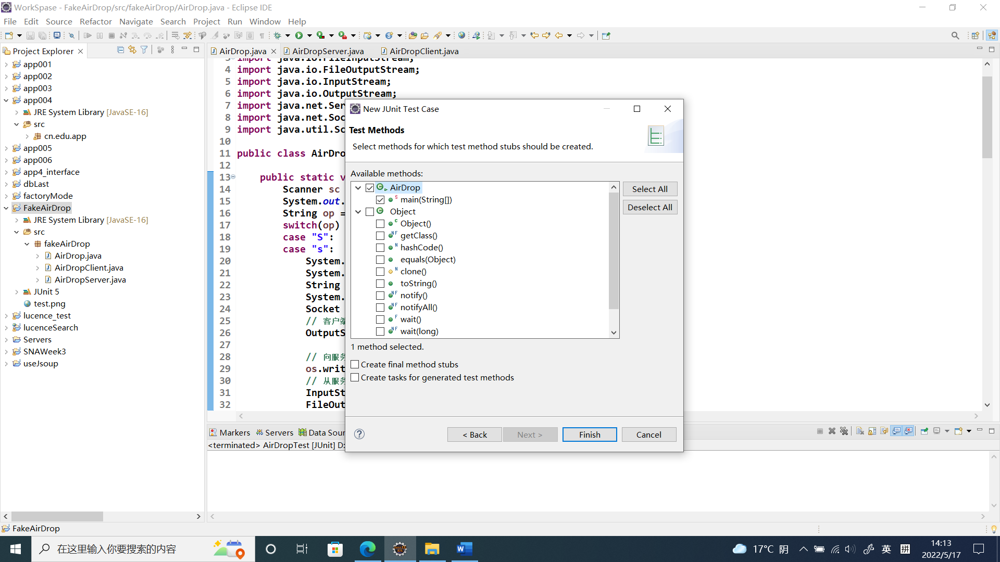 WorkSpase - FakeAirDrop/src/fakeAirDrop/AirDrop.java - Eclipse IDE
File Edit Source Refactor Navigate Search Project Run Window Help
Project Explorer
app001
app002
app003
app004
JRE System Library [JavaSE-16]
src
cn.edu.app
app005
app006
app4_interface
dbLast
factoryMode
FakeAirDrop
JRE System Library [JavaSE-16]
src
fakeAirDrop
AirDrop.java
AirDropClient.java
AirDropServer.java
JUnit 5
test.png
lucence_test
lucenceSearch
Servers
SNAWeek3
useJsoup
AirDrop.java AirDropServer.java AirDropClient.java
3 import java.io.FileInputStream;
4 import java.io.FileOutputStream;
5 import java.io.InputStream;
6 import java.io.OutputStream;
7 import java.net.Ser
8 import java.net.Soc
9 import java.util.Sc
10
11 public class AirDro
12
13 public static v
14 Scanner sc
15 System.out.
16 String op =
17 switch(op)
18 case "S":
19 case "s":
20 System.
21 System.
22 String
23 System.
24 Socket
25 // 客户端
26 OutputS
27
28 // 向服务
29 os.writ
30 // 从服务
31 InputSt
32 FileOut
New JUnit Test Case
Test Methods
Select methods for which test method stubs should be created.
Available methods:
AirDrop
main(String[])
Object
Object()
getClass()
hashCode()
equals(Object)
clone()
toString()
notify()
notifyAll()
wait()
wait(long)
Select All
Deselect All
1 method selected.
Create final method stubs
Create tasks for generated test methods
< Back Next > Finish Cancel
Markers Servers Data Sour
<terminated> AirDropTest [JUnit] D:
FakeAirDrop
在这里输入你要搜索的内容
17°C 阴
英 拼
14:13
2022/5/17